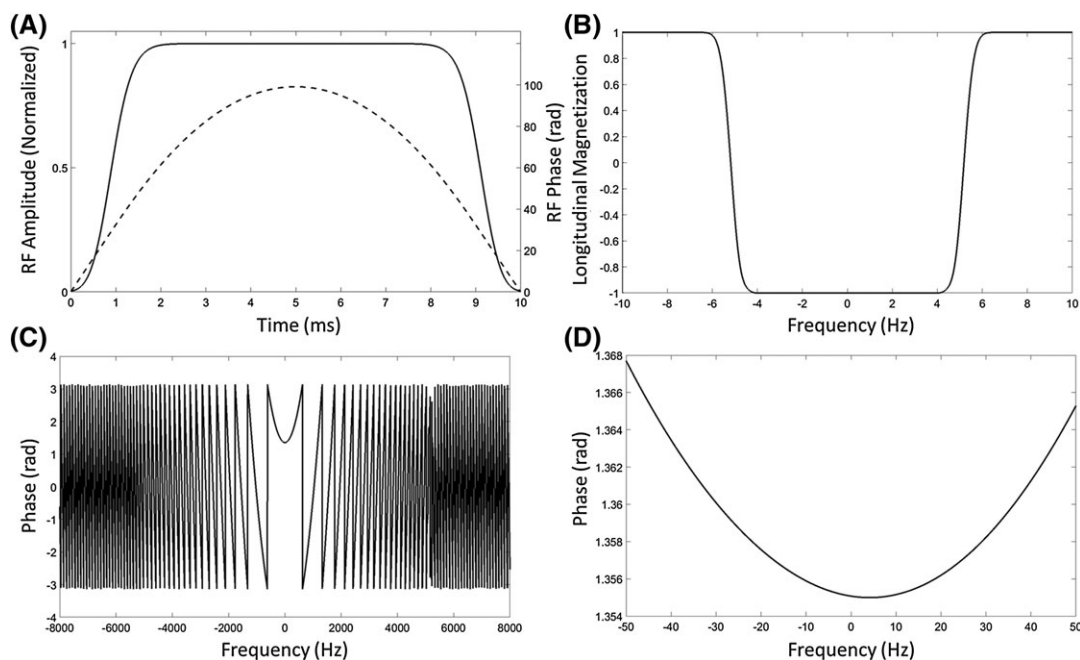 (A)
RF Amplitude (Normalized)
1
0.5
0
100
80
60
40
20
0
RF Phase (rad)
0 1 2 3 4 5 6 7 8 9 10
Time (ms)
(B)
Longitudinal Magnetization
1
0.8
0.6
0.4
0.2
0
-0.2
-0.4
-0.6
-0.8
-1
-10 -8 -6 -4 -2 0 2 4 6 8 10
Frequency (Hz)
(C)
Phase (rad)
4
3
2
1
0
-1
-2
-3
-4
-8000 -6000 -4000 -2000 0 2000 4000 6000 8000
Frequency (Hz)
(D)
Phase (rad)
1.368
1.366
1.364
1.362
1.36
1.358
1.356
1.354
-50 -40 -30 -20 -10 0 10 20 30 40 50
Frequency (Hz)